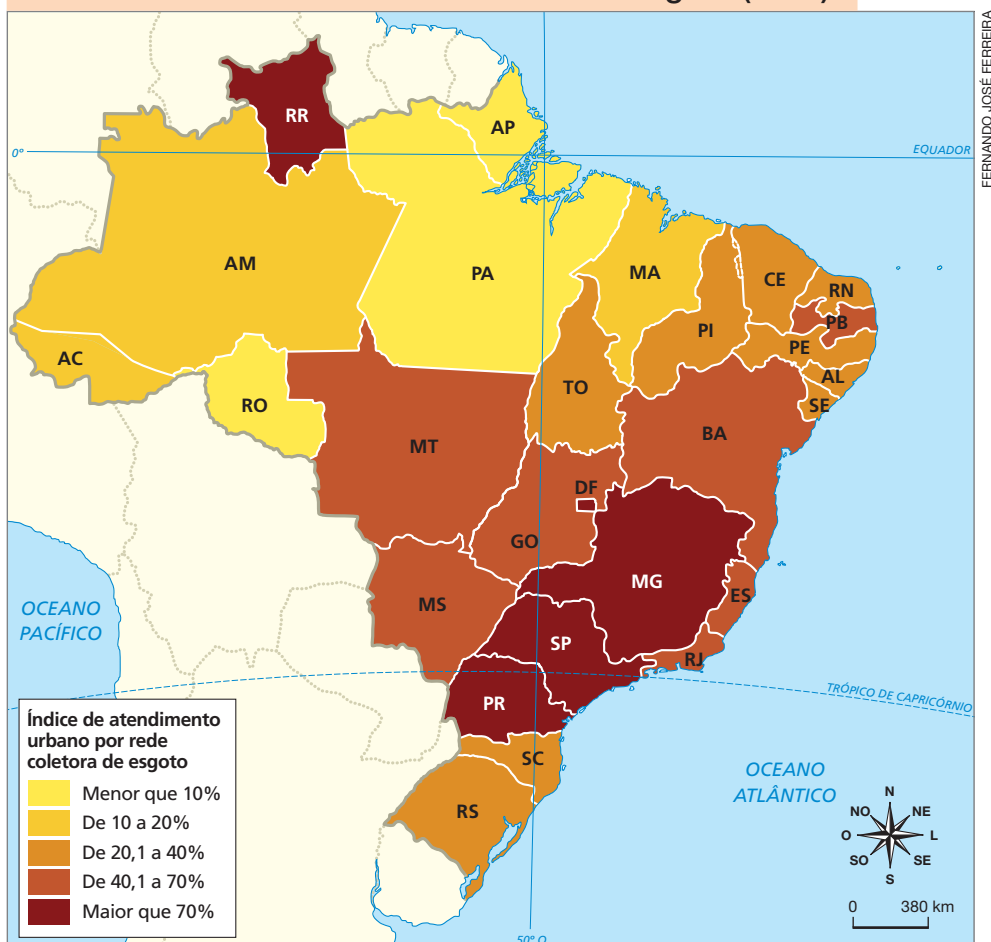 FERNANDO JOSÉ FERREIRA
RR
AP
0°
EQUADOR
AM
PA
MA
CE
RN
PB
PI
PE
AC
AL
TO
SE
RO
BA
MT
DF
GO
MG
MS
ES
OCEANO
PACÍFICO
SP
RJ
PR
TRÓPICO DE CAPRICÓRNIO
SC
RS
OCEANO
ATLÂNTICO
Índice de atendimento
urbano por rede
coletora de esgoto
Menor que 10%
De 10 a 20%
De 20,1 a 40%
De 40,1 a 70%
Maior que 70%
N
NO NE
O L
SO SE
S
0 380 km
50° O